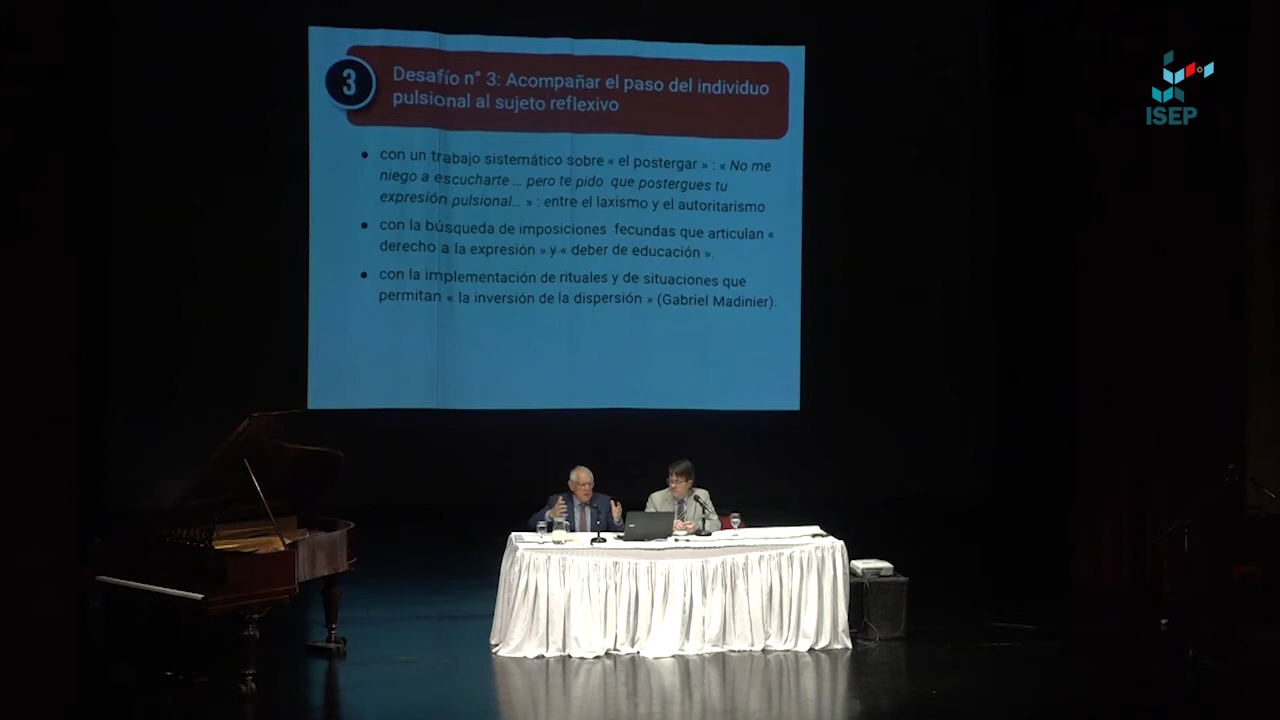 3
Desafío n° 3: Acompañar el paso del individuo
pulsional al sujeto reflexivo
• con un trabajo sistemático sobre « el postergar » : « No me
niego a escucharte ... pero te pido que postergues tu
expresión pulsional... » : entre el laxismo y el autoritarismo
• con la búsqueda de imposiciones fecundas que articulan «
derecho a la expresión » y « deber de educación ».
• con la implementación de rituales y de situaciones que
permitan « la inversión de la dispersión » (Gabriel Madinier).
ISEP